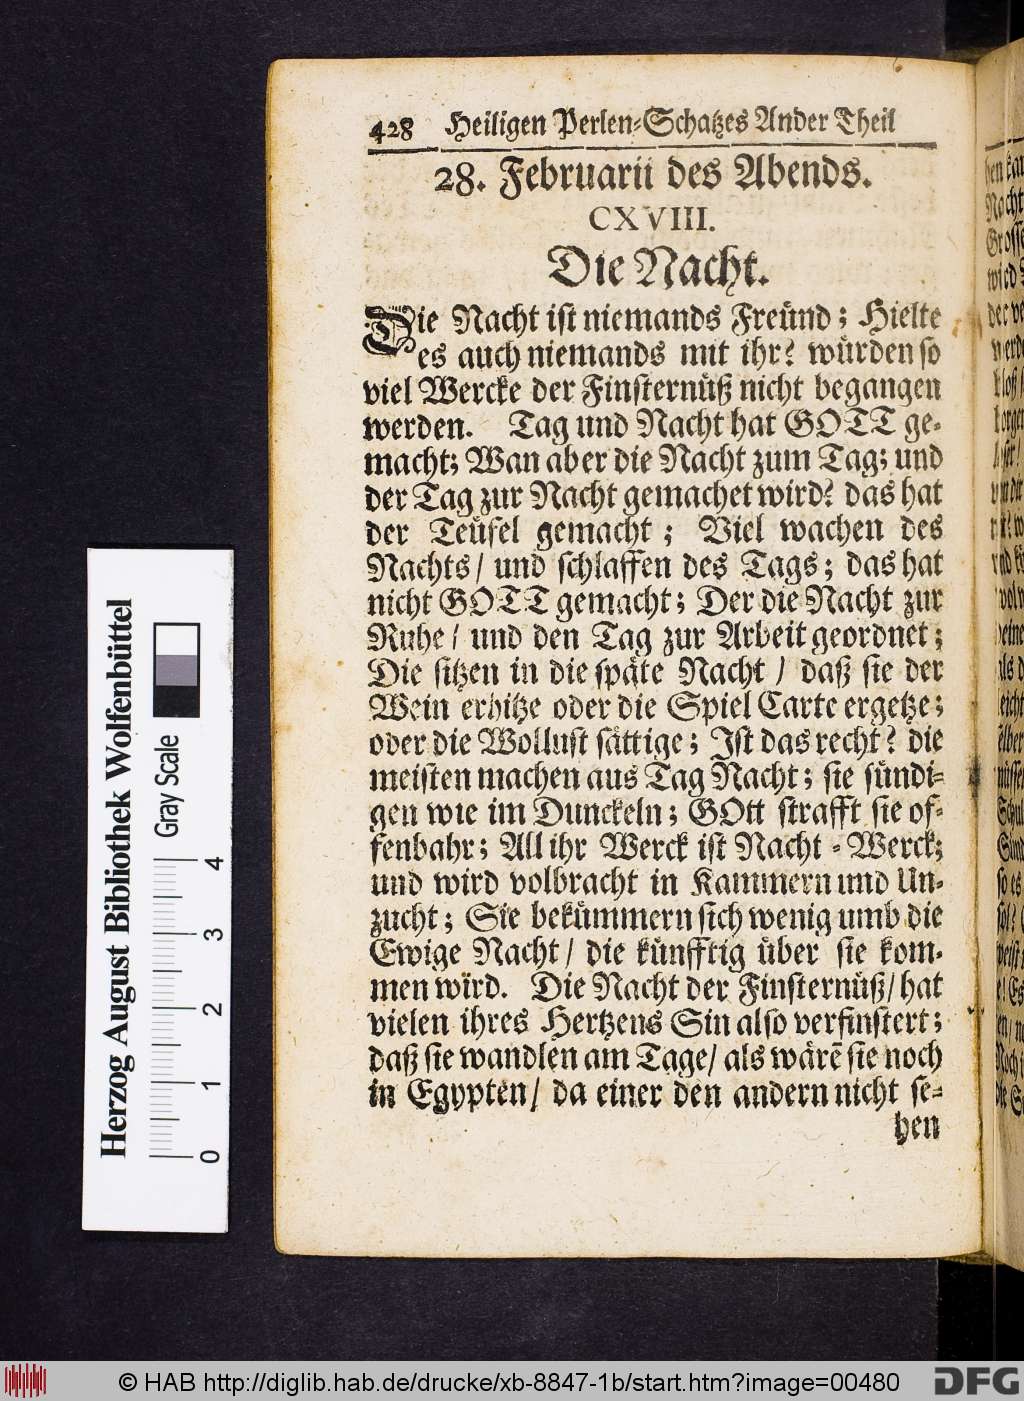 428 Heiligen Perlen-Schatzes Ander Theil
28. Februarii des Abends.
CXVIII.
Die Nacht.
Die Nacht ist niemands Freünd; Hielte
es auch niemands mit ihr? würden so
viel Wercke der Finsternüß nicht begangen
werden. Tag und Nacht hat GOTT ge-
macht; Wan aber die Nacht zum Tag; und
der Tag zur Nacht gemachet wird? das hat
der Teüfel gemacht; Viel wachen des
Nachts/ und schlaffen des Tags; das hat
nicht GOTT gemacht; Der die Nacht zur
Ruhe/ und den Tag zur Arbeit geordnet;
Die sitzen in die späte Nacht/ daß sie der
Wein erhitze oder die Spiel Carte ergetze;
oder die Wollust sättige; Ist das recht? die
meisten machen aus Tag Nacht; sie sündi-
gen wie im Dunckeln; GOtt strafft sie of-
fenbahr; All ihr Werck ist Nacht-Werck;
und wird volbracht in Kammern und Un-
zucht; Sie bekümmern sich wenig umb die
Ewige Nacht/ die künfftig über sie kom-
men wird. Die Nacht der Finsternüß/ hat
vielen ihres Hertzens Sin also verfinstert;
daß sie wandlen am Tage/ als wärē sie noch
in Egypten/ da einer den andern nicht se-
hen
Herzog August Bibliothek Wolfenbüttel
Gray Scale
0 1 2 3 4
© HAB http://diglib.hab.de/drucke/xb-8847-1b/start.htm?image=00480
DFG